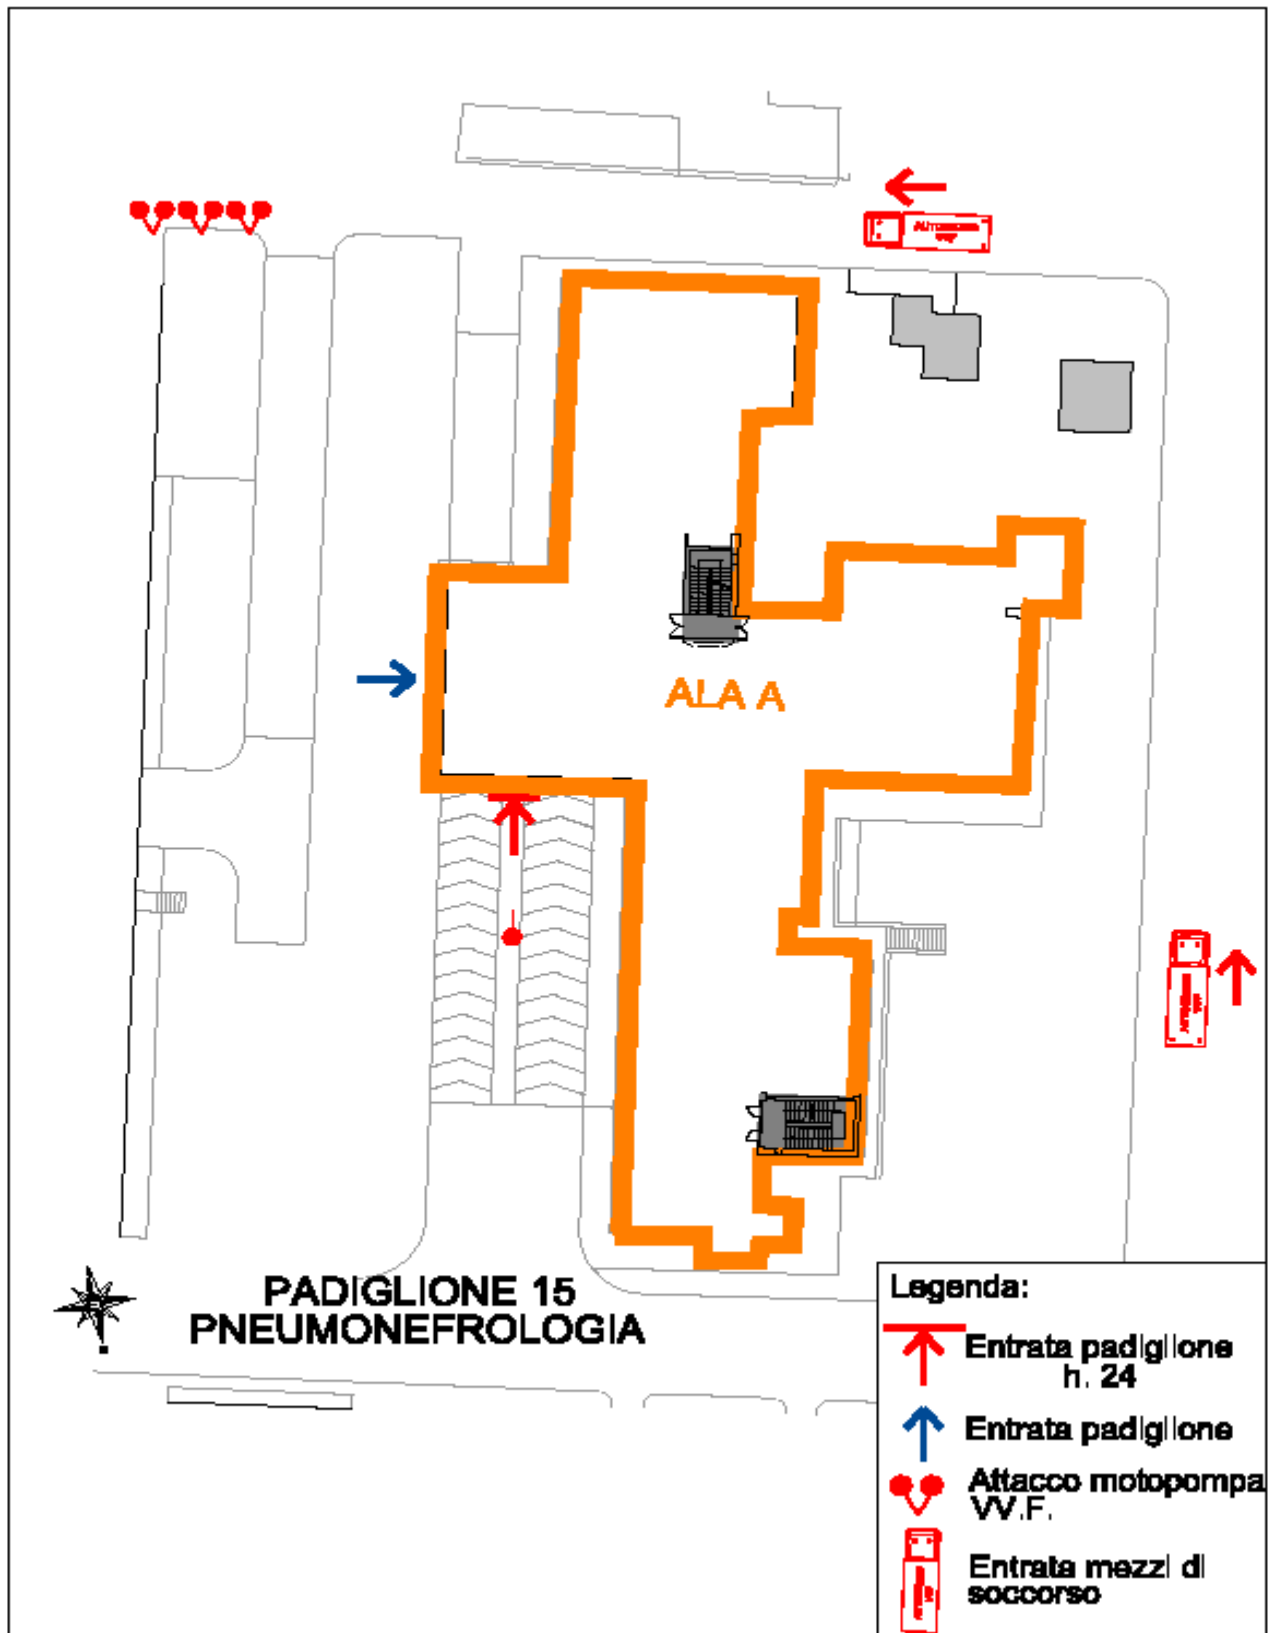 ALA A
PADIGLIONE 15
PNEUMONEFROLOGIA
Legenda:
Entrata padiglione
h. 24
Entrata padiglione
Attacco motopompa
VV.F.
Entrata mezzi di
soccorso